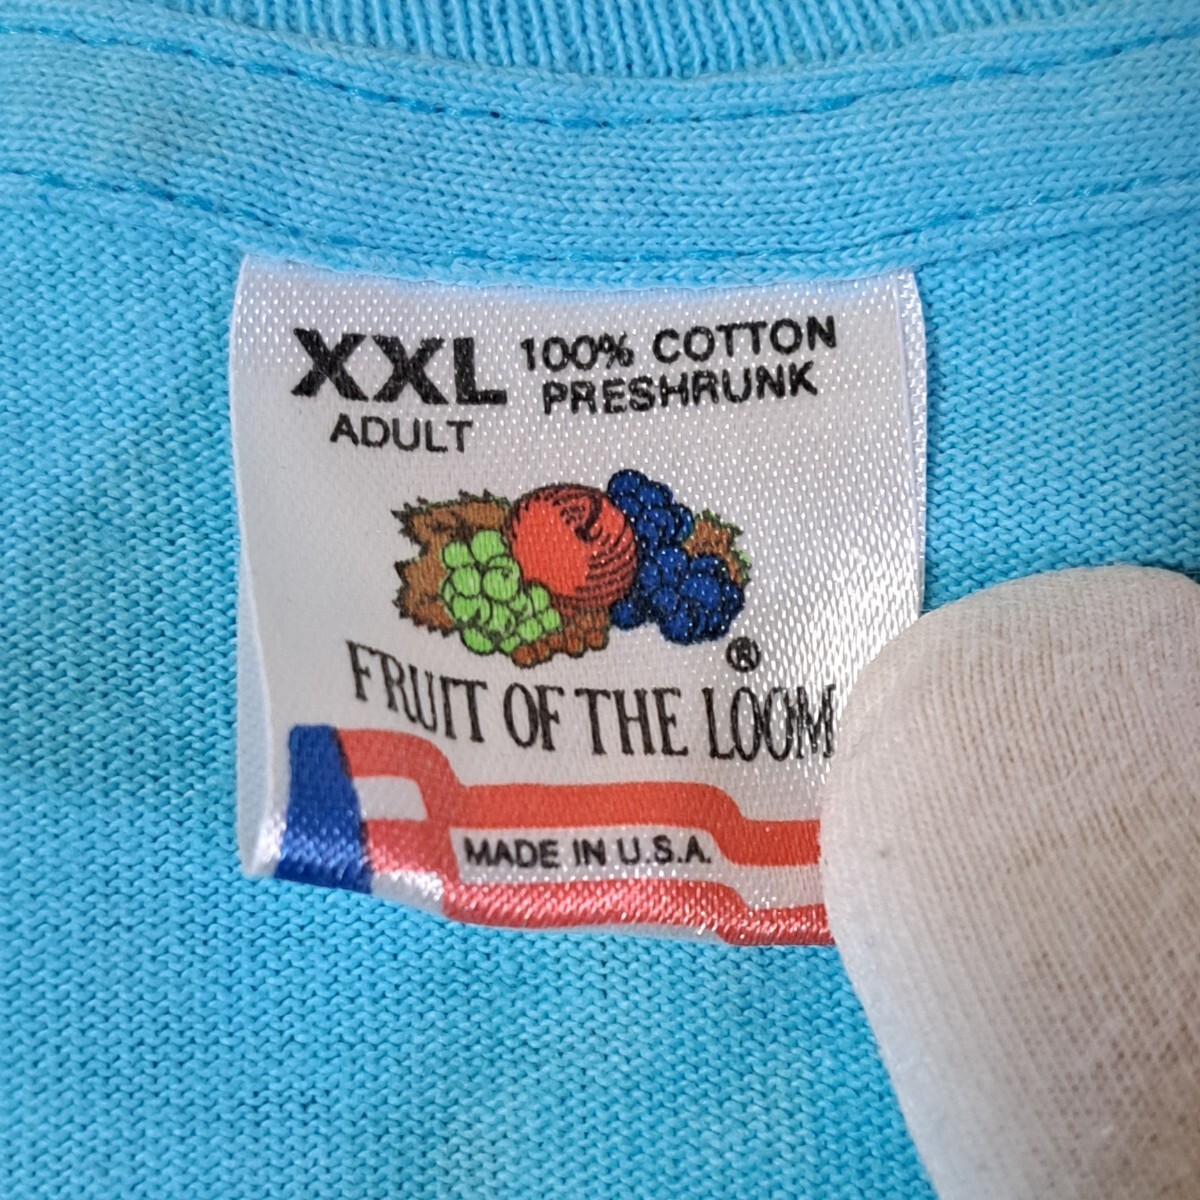 XXL 100% COTTON
ADULT PRESHRUNK
®
FRUIT OF THE LOOM
MADE IN U.S.A.